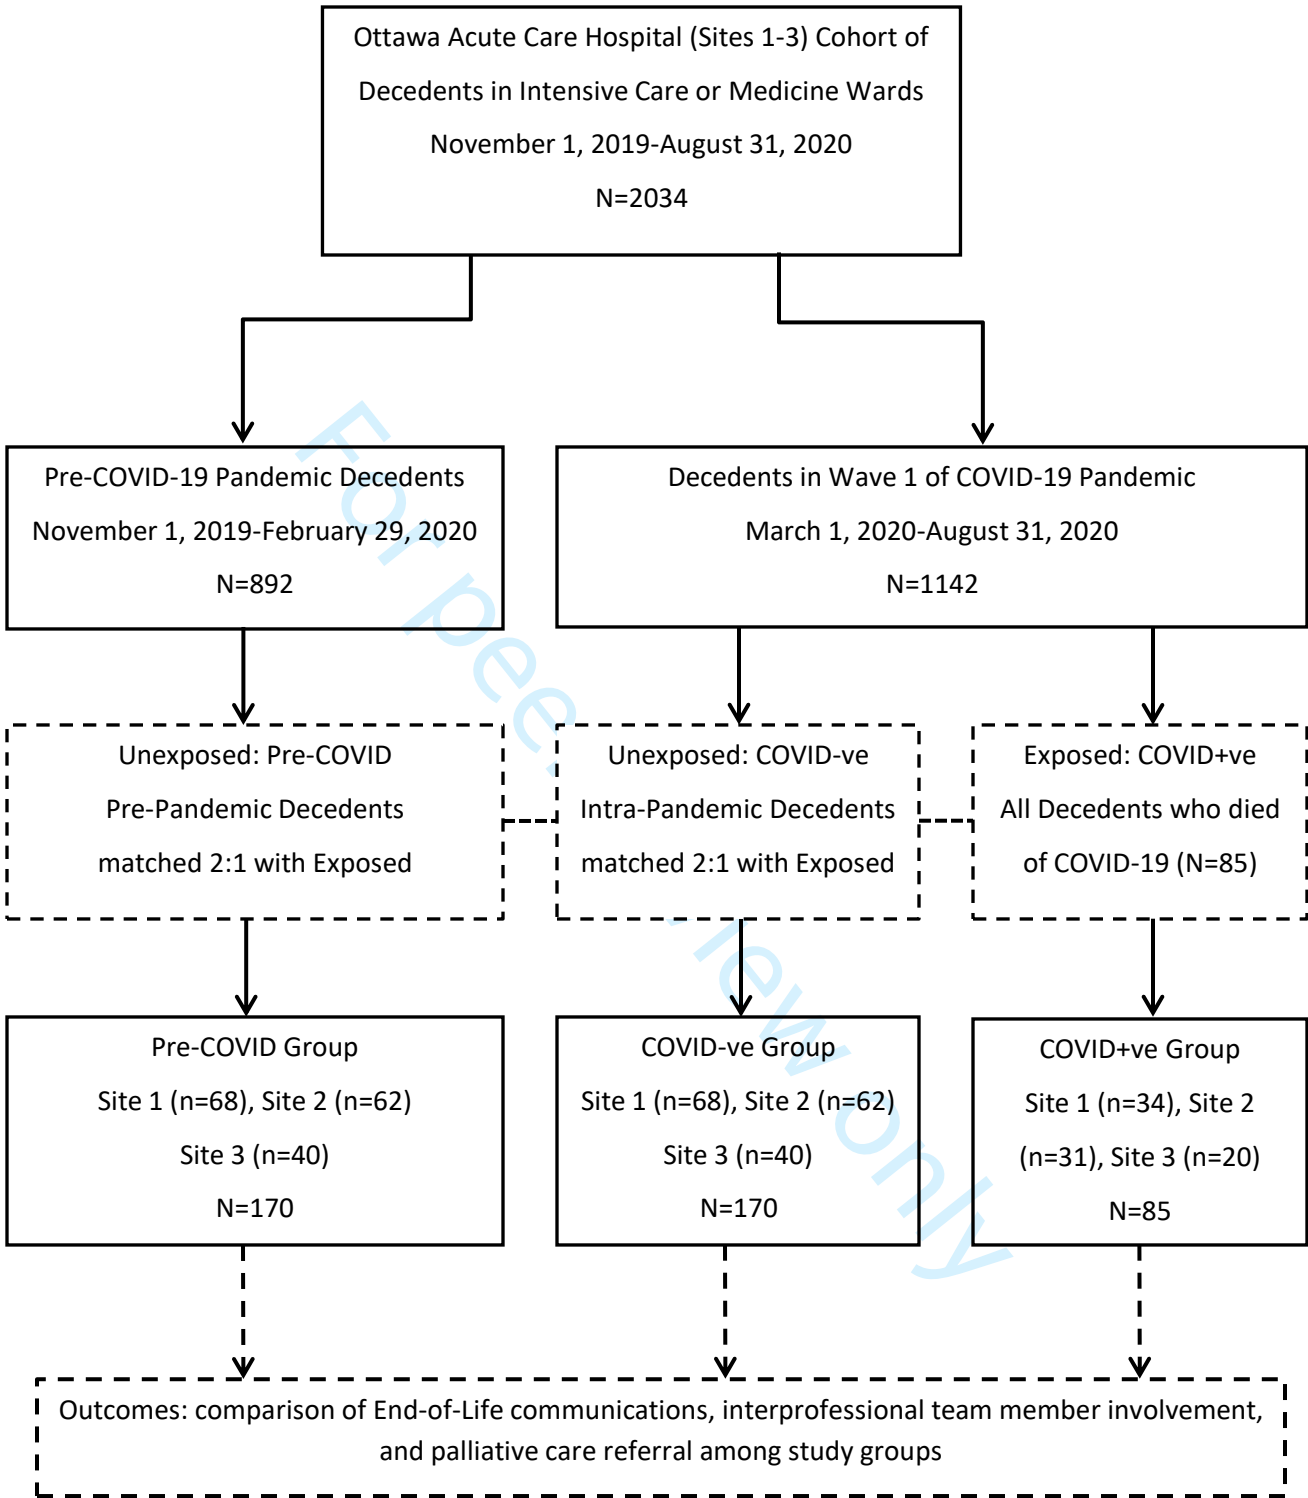 Ottawa Acute Care Hospital (Sites 1-3) Cohort of
Decedents in Intensive Care or Medicine Wards
November 1, 2019-August 31, 2020
N=2034
Pre-COVID-19 Pandemic Decedents
November 1, 2019-February 29, 2020
N=892
Decedents in Wave 1 of COVID-19 Pandemic
March 1, 2020-August 31, 2020
N=1142
Unexposed: Pre-COVID
Pre-Pandemic Decedents
matched 2:1 with Exposed
Unexposed: COVID-ve
Intra-Pandemic Decedents
matched 2:1 with Exposed
Exposed: COVID+ve
All Decedents who died
of COVID-19 (N=85)
Pre-COVID Group
Site 1 (n=68), Site 2 (n=62)
Site 3 (n=40)
N=170
COVID-ve Group
Site 1 (n=68), Site 2 (n=62)
Site 3 (n=40)
N=170
COVID+ve Group
Site 1 (n=34), Site 2
(n=31), Site 3 (n=20)
N=85
Outcomes: comparison of End-of-Life communications, interprofessional team member involvement,
and palliative care referral among study groups
For peer review only